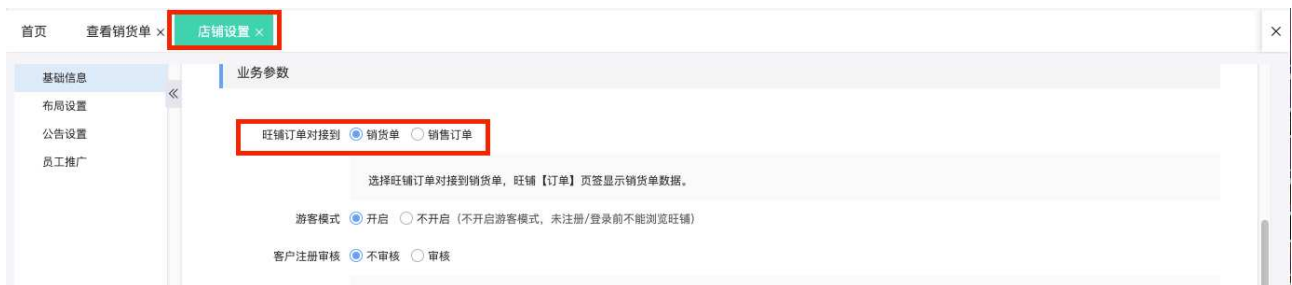 首页 查看销货单 × 店铺设置 × ×
基础信息
布局设置
公告设置
员工推广
«
业务参数
旺铺订单对接到 销货单 销售订单
选择旺铺订单对接到销货单，旺铺【订单】页签显示销货单数据。
游客模式 开启 不开启（不开启游客模式，未注册/登录前不能浏览旺铺）
客户注册审核 不审核 审核